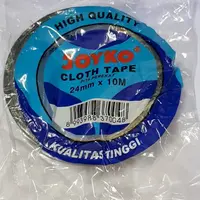 HIGH QUALITY
JOYKO
CLOTH TAPE
24mm x 10M
KUALITAS TINGGI